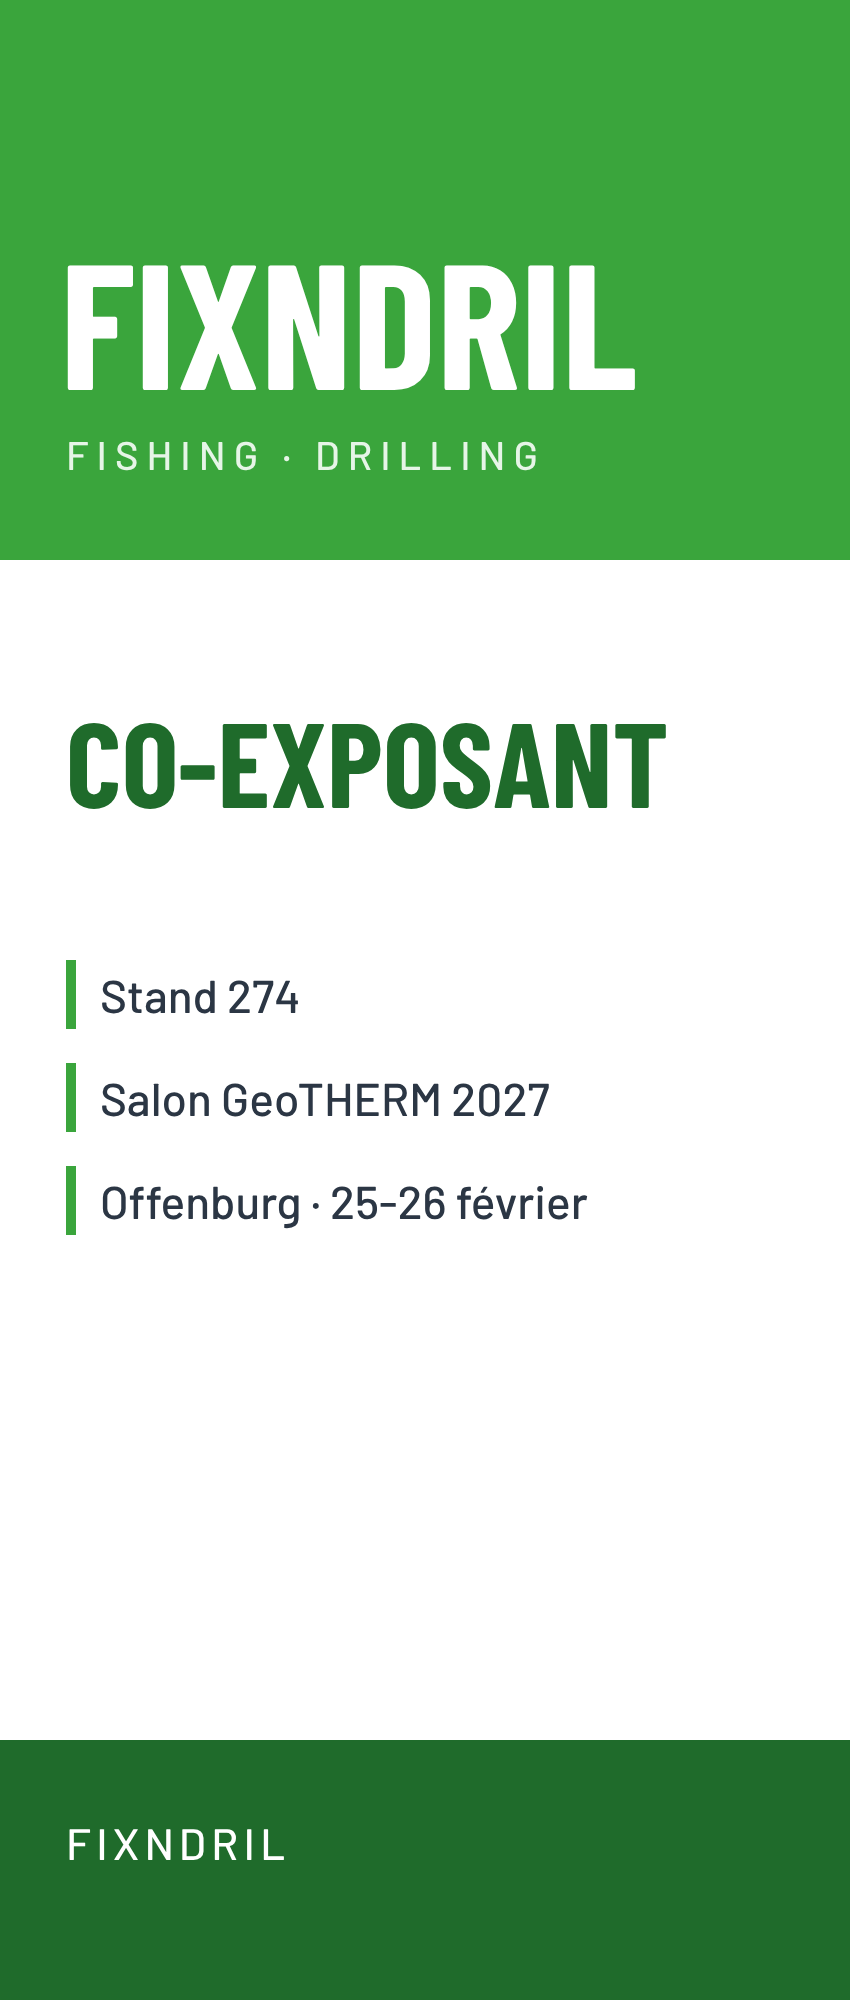 FIXNDRIL
FISHING · DRILLING
CO-EXPOSANT
Stand 274
Salon GeoTHERM 2027
Offenburg · 25-26 février
FIXNDRIL